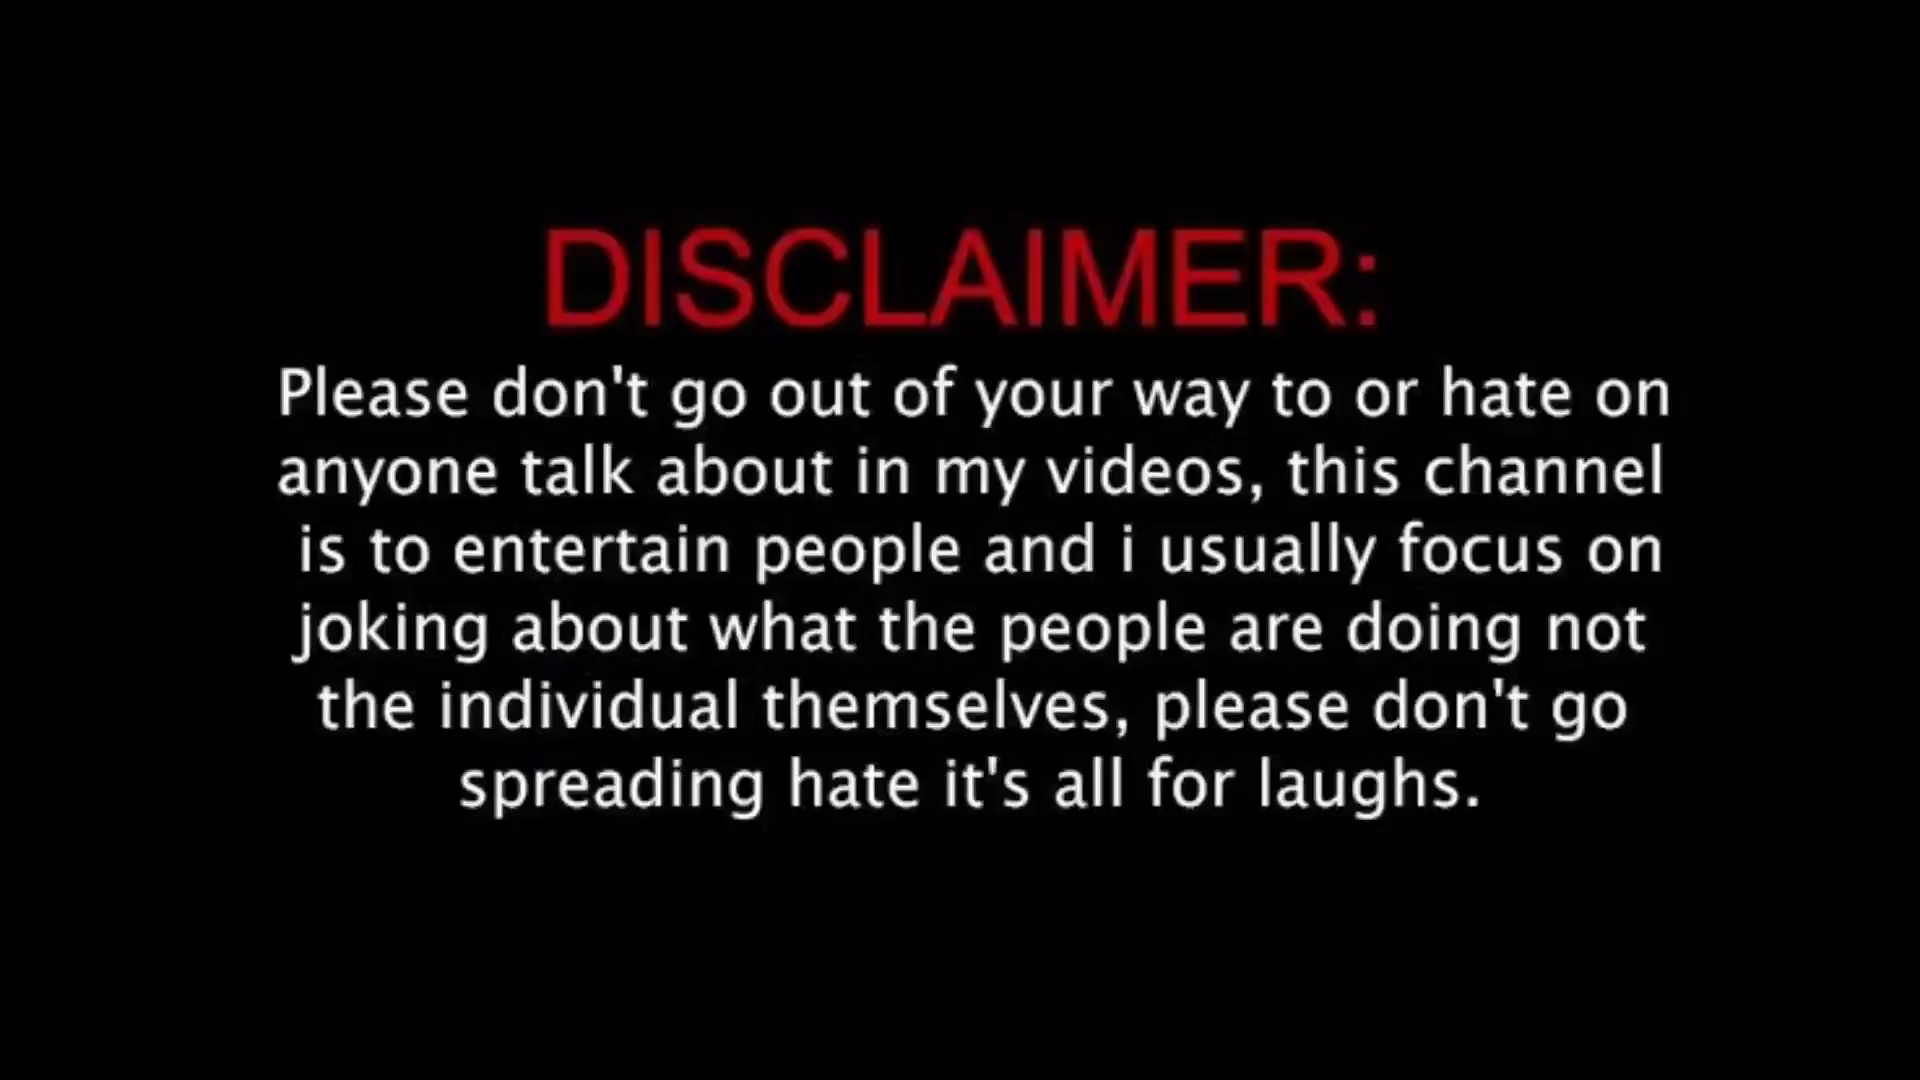 DISCLAIMER:
Please don't go out of your way to or hate on
anyone talk about in my videos, this channel
is to entertain people and i usually focus on
joking about what the people are doing not
the individual themselves, please don't go
spreading hate it's all for laughs.